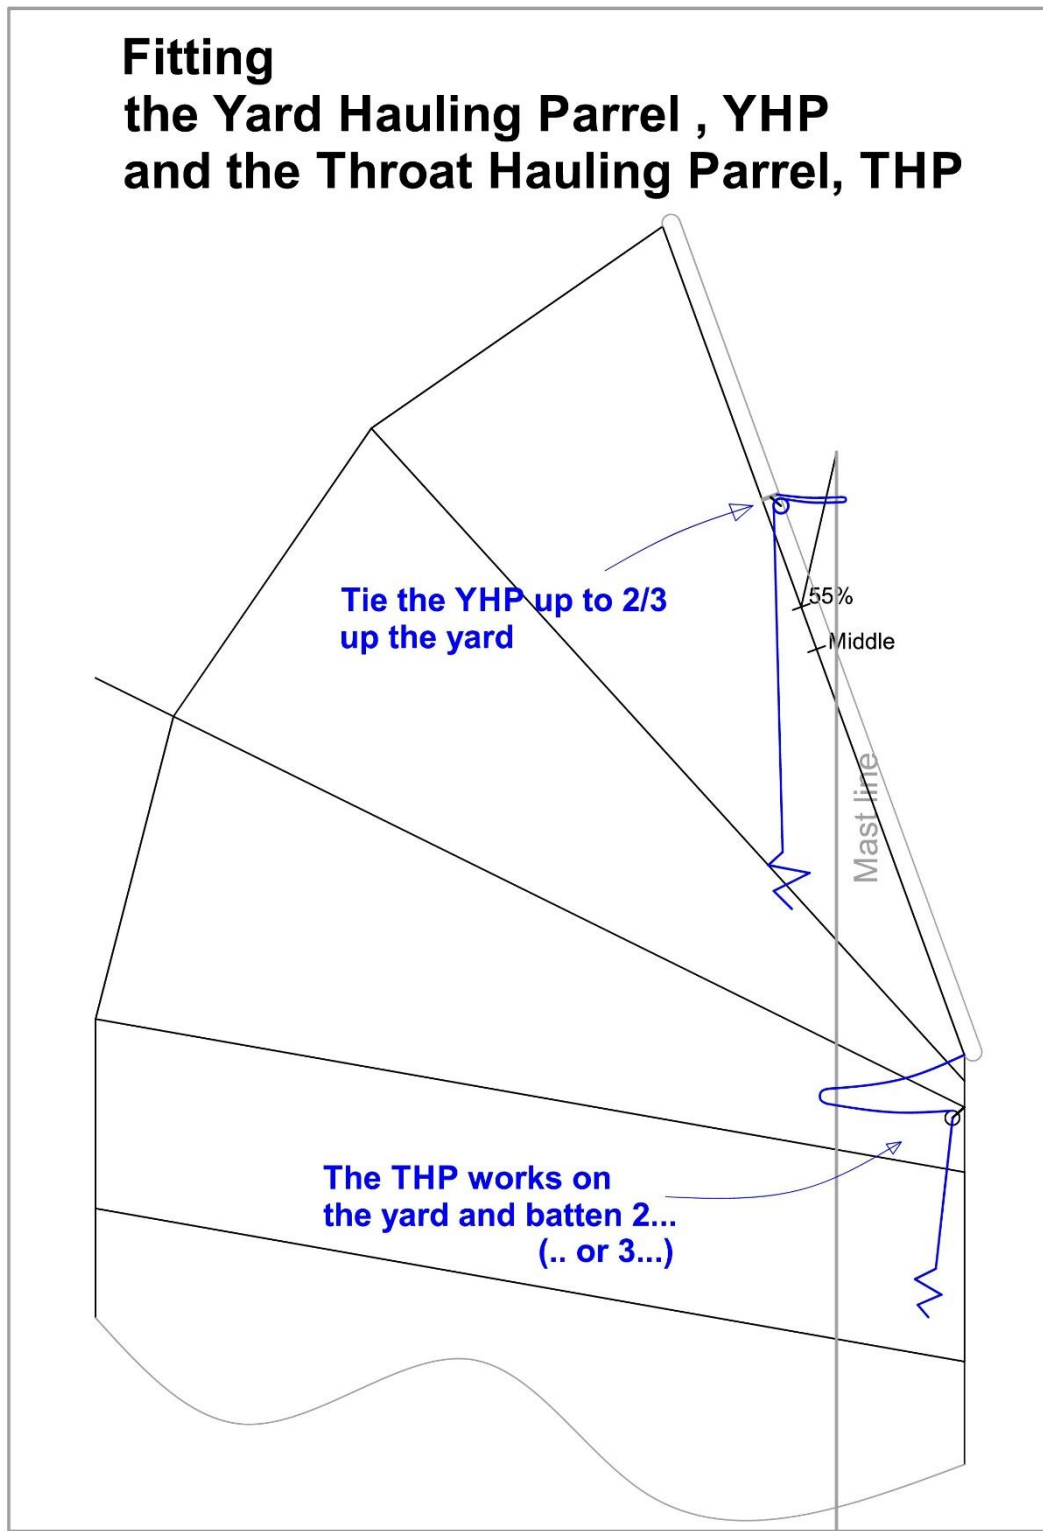 Fitting
the Yard Hauling Parrel , YHP
and the Throat Hauling Parrel, THP
Tie the YHP up to 2/3
up the yard
55%
Middle
Mast line
The THP works on
the yard and batten 2...
(.. or 3...)